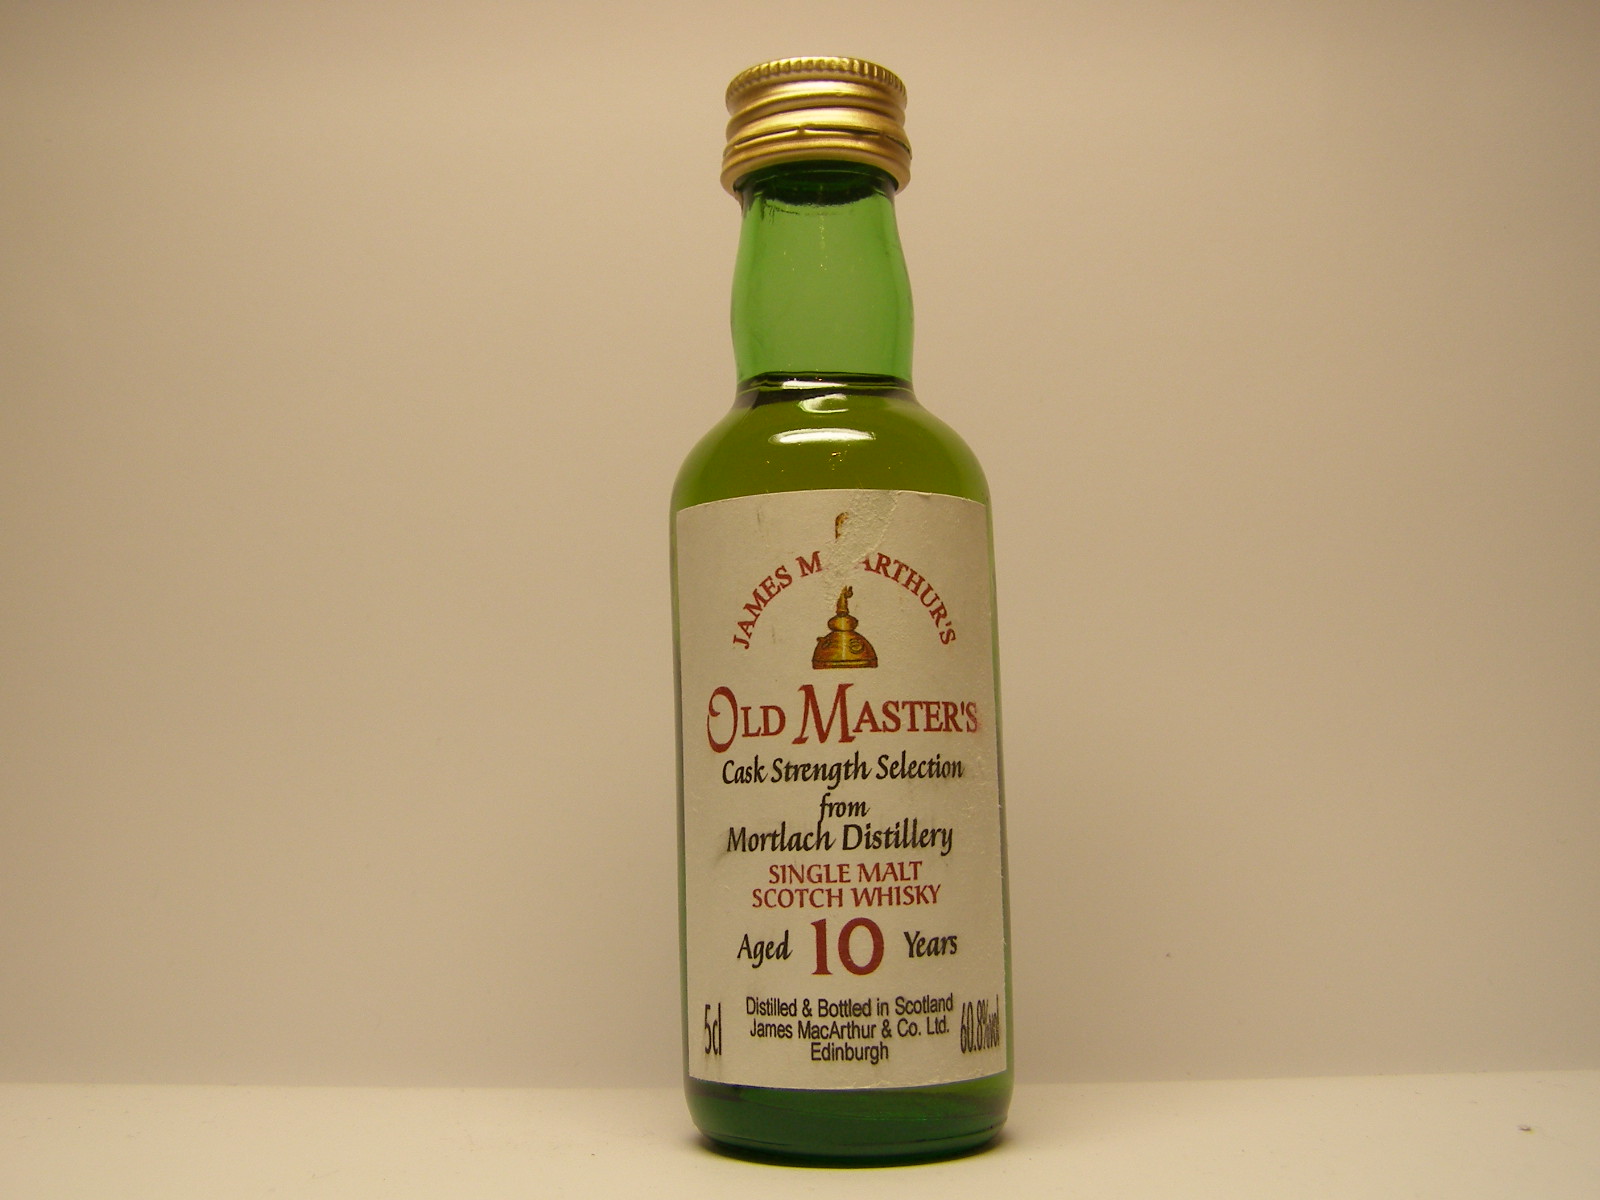 JAMES M ARTHUR'S
OLD MASTER'S
Cask Strength Selection
from
Mortlach Distillery
SINGLE MALT
SCOTCH WHISKY
Aged 10 Years
5cl
Distilled & Bottled in Scotland
James MacArthur & Co. Ltd.
Edinburgh
60.8%vol